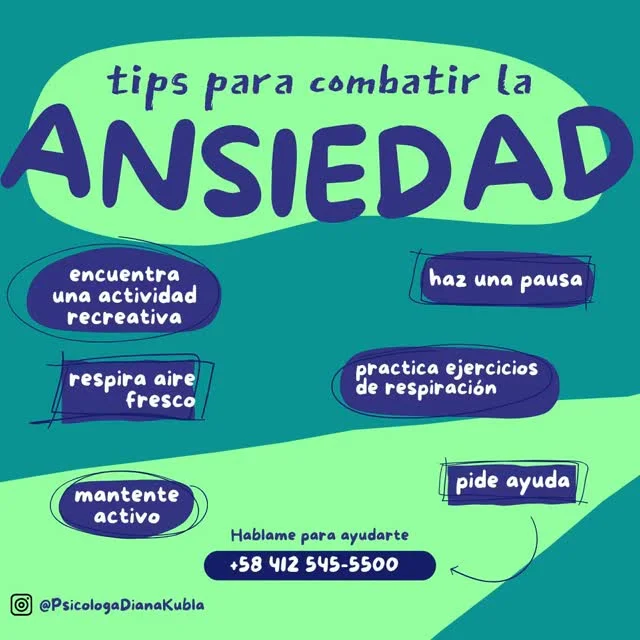 tips para combatir la
ANSIEDAD
encuentra
una actividad
recreativa
haz una pausa
respira aire
fresco
practica ejercicios
de respiración
mantente
activo
pide ayuda
Hablame para ayudarte
+58 412 545-5500
@PsicologaDianaKubla